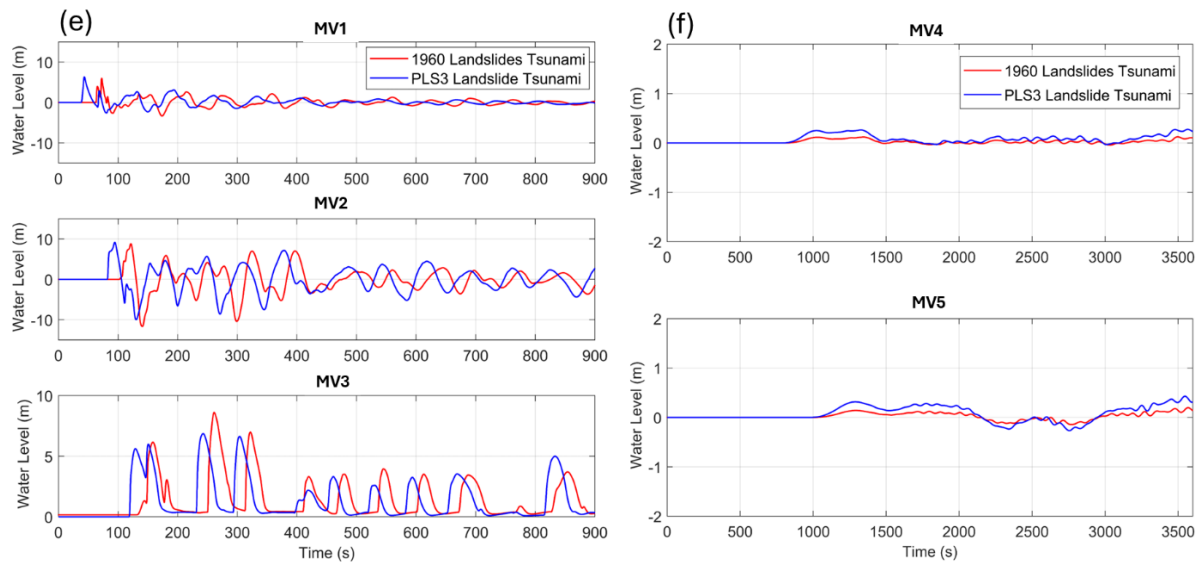 (e)
MV1
Water Level (m)
10
0
-10
1960 Landslides Tsunami
PLS3 Landslide Tsunami
0 100 200 300 400 500 600 700 800 900
MV2
Water Level (m)
10
0
-10
0 100 200 300 400 500 600 700 800 900
MV3
Water Level (m)
10
5
0
0 100 200 300 400 500 600 700 800 900
Time (s)
(f)
MV4
Water Level (m)
2
1
0
-1
-2
1960 Landslides Tsunami
PLS3 Landslide Tsunami
0 500 1000 1500 2000 2500 3000 3500
MV5
Water Level (m)
2
1
0
-1
-2
0 500 1000 1500 2000 2500 3000 3500
Time (s)